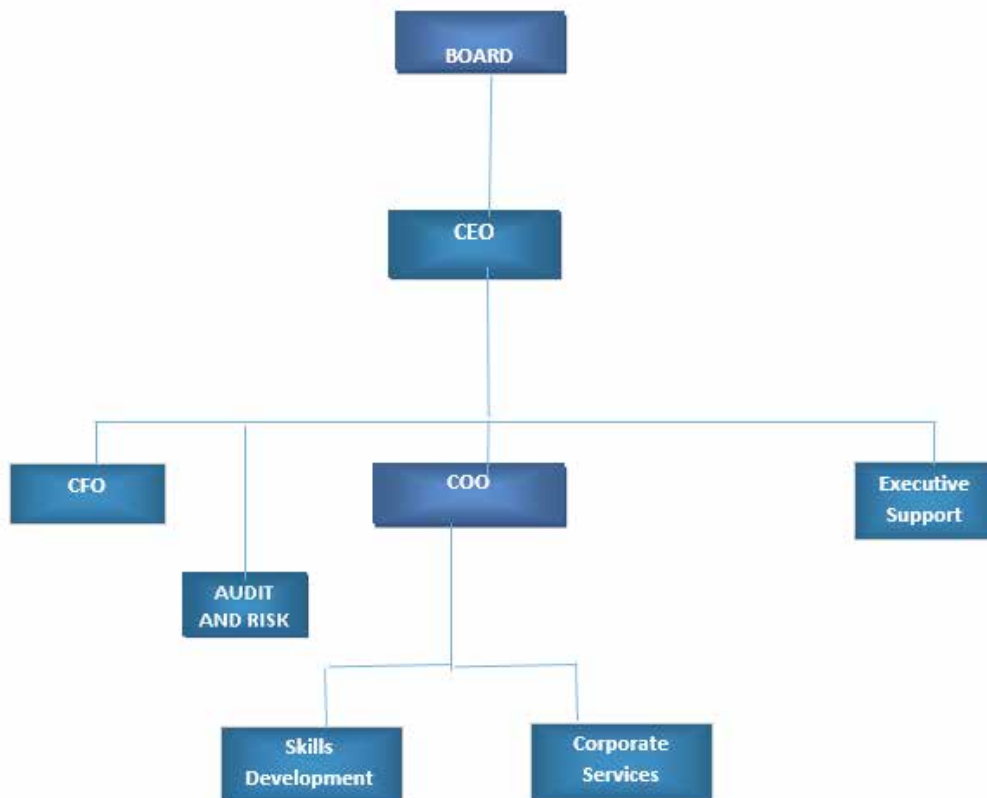 BOARD
CEO
CFO
COO
Executive
Support
AUDIT
AND RISK
Skills
Development
Corporate
Services